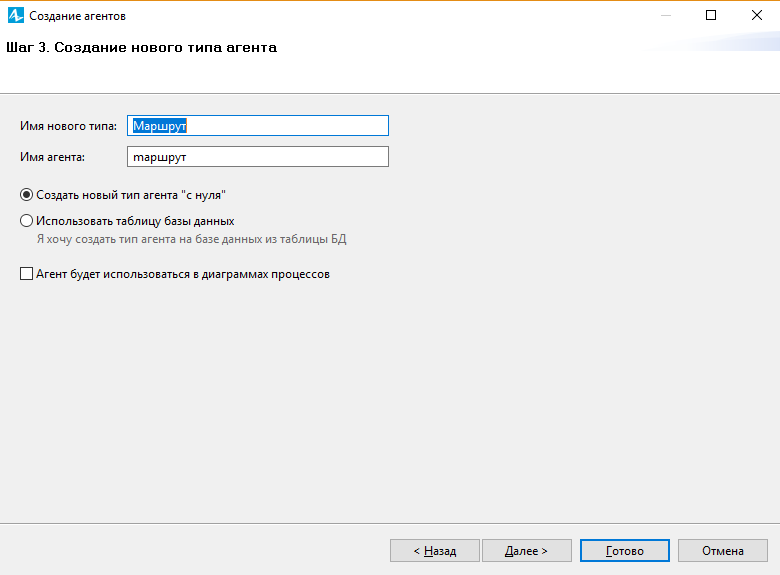 Создание агентов
Шаг 3. Создание нового типа агента
Имя нового типа: Маршрут
Имя агента: маршрут
Создать новый тип агента "с нуля"
Использовать таблицу базы данных
Я хочу создать тип агента на базе данных из таблицы БД
Агент будет использоваться в диаграммах процессов
< Назад Далее > Готово Отмена